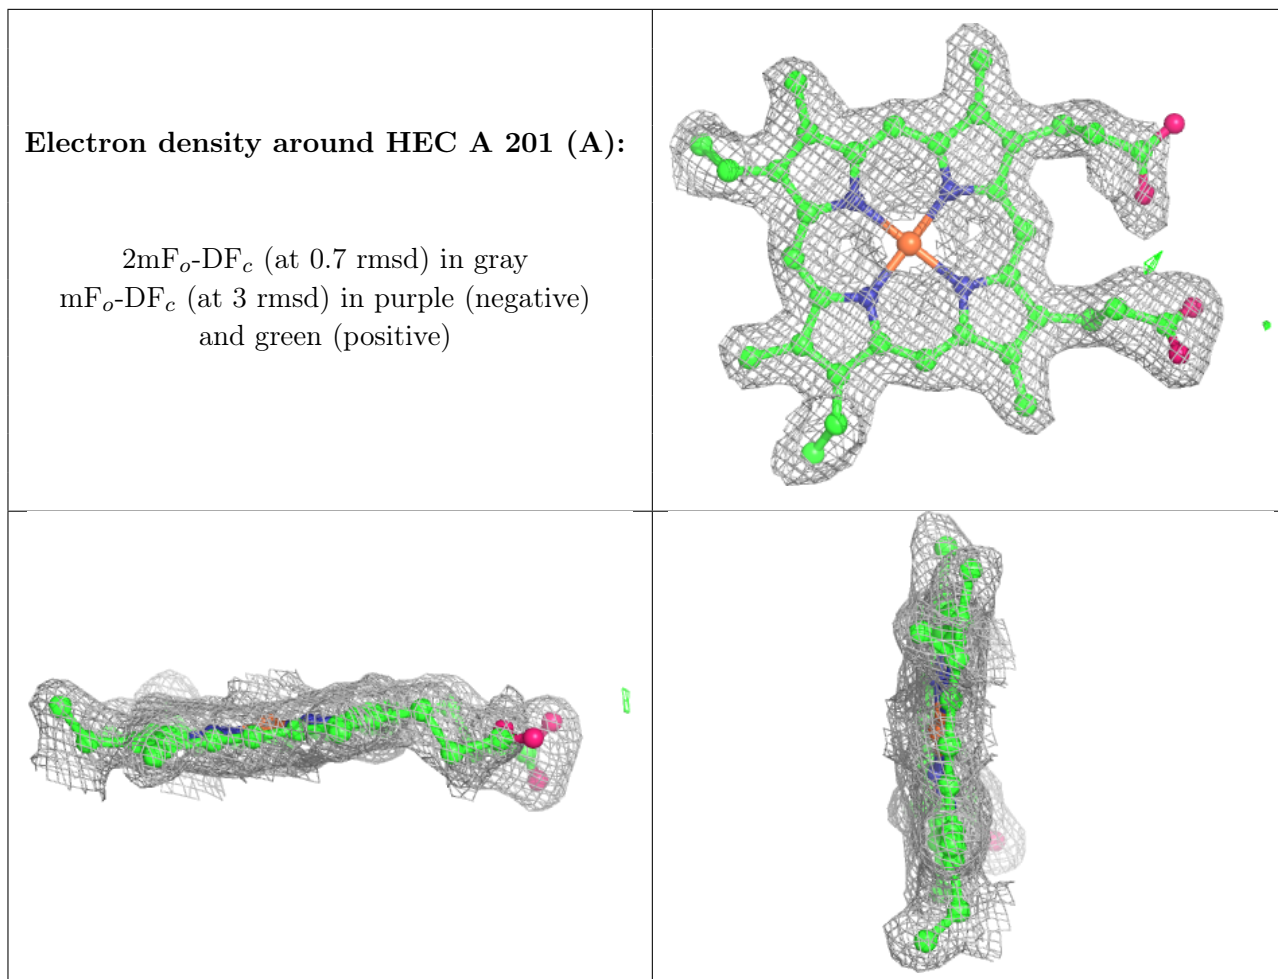 Electron density around HEC A 201 (A):
2mFo-DFc (at 0.7 rmsd) in gray
mFo-DFc (at 3 rmsd) in purple (negative)
and green (positive)